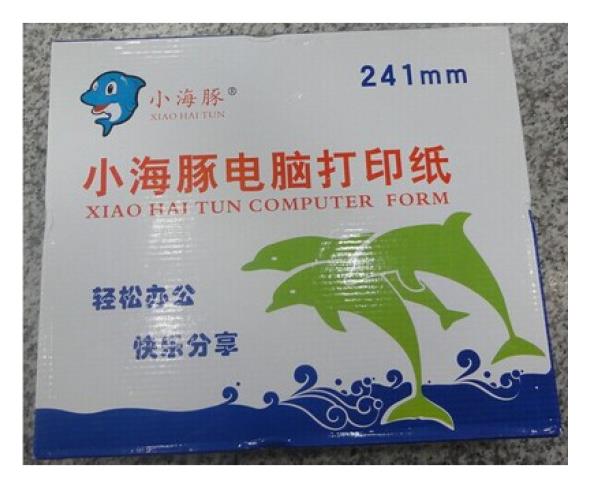 小海豚®
XIAO HAI TUN
241mm
小海豚电脑打印纸
XIAO HAI TUN COMPUTER FORM
轻松办公
快乐分享